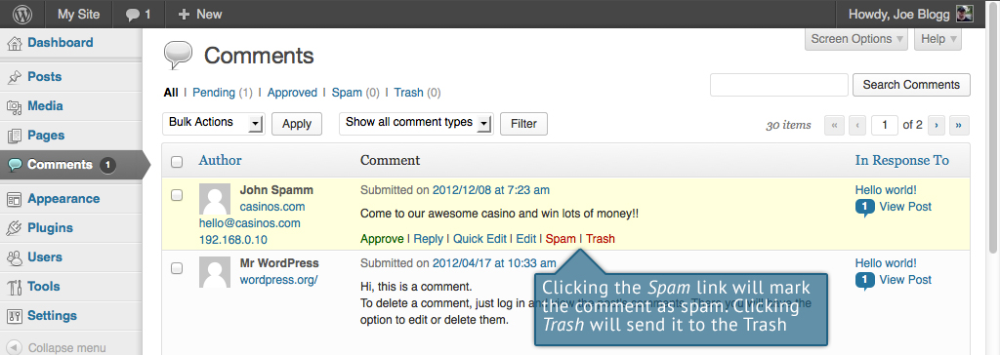 My Site 1 + New Howdy, Joe Blogg
Screen Options Help
Dashboard
Posts
Media
Pages
Comments 1
Appearance
Plugins
Users
Tools
Settings
Collapse menu
Comments
All | Pending (1) | Approved | Spam (0) | Trash (0)
Search Comments
Bulk Actions Apply Show all comment types Filter
30 items « ‹ 1 of 2 › »
Author Comment In Response To
John Spamm
casinos.com
hello@casinos.com
192.168.0.10
Submitted on 2012/12/08 at 7:23 am
Come to our awesome casino and win lots of money!!
Approve | Reply | Quick Edit | Edit | Spam | Trash
Hello world!
1 View Post
Mr WordPress
wordpress.org/
Submitted on 2012/04/17 at 10:33 am
Hi, this is a comment.
To delete a comment, just log in and
option to edit or delete them.
Hello world!
1 View Post
Clicking the Spam link will mark
the comment as spam. Clicking
Trash will send it to the Trash